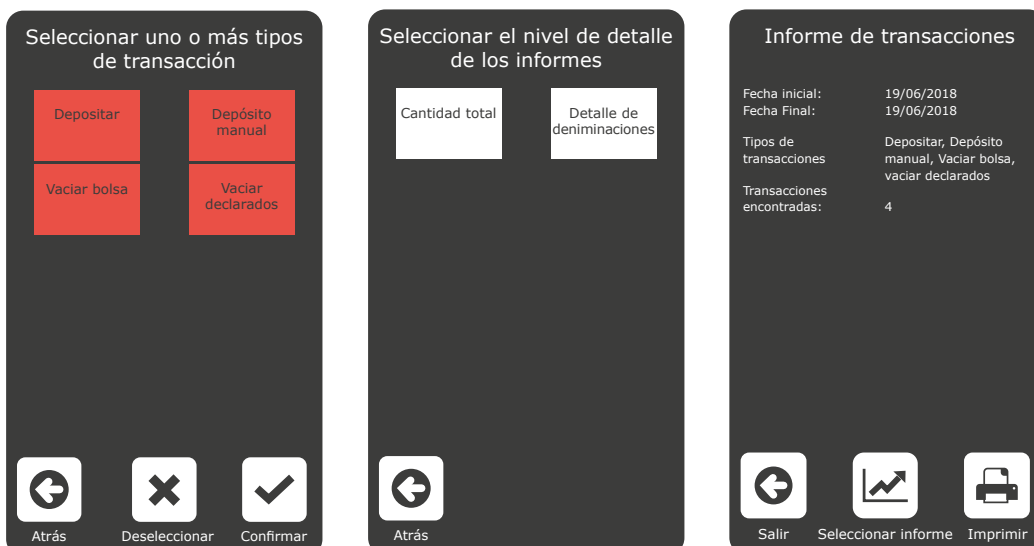 Seleccionar uno o más tipos
de transacción
Depositar
Depósito
manual
Vaciar bolsa
Vaciar
declarados
Atrás
Deseleccionar
Confirmar
Seleccionar el nivel de detalle
de los informes
Cantidad total
Detalle de
deniminaciones
Atrás
Informe de transacciones
Fecha inicial: 19/06/2018
Fecha Final: 19/06/2018
Tipos de Depositar, Depósito
transacciones manual, Vaciar bolsa,
vaciar declarados
Transacciones
encontradas: 4
Salir
Seleccionar informe
Imprimir